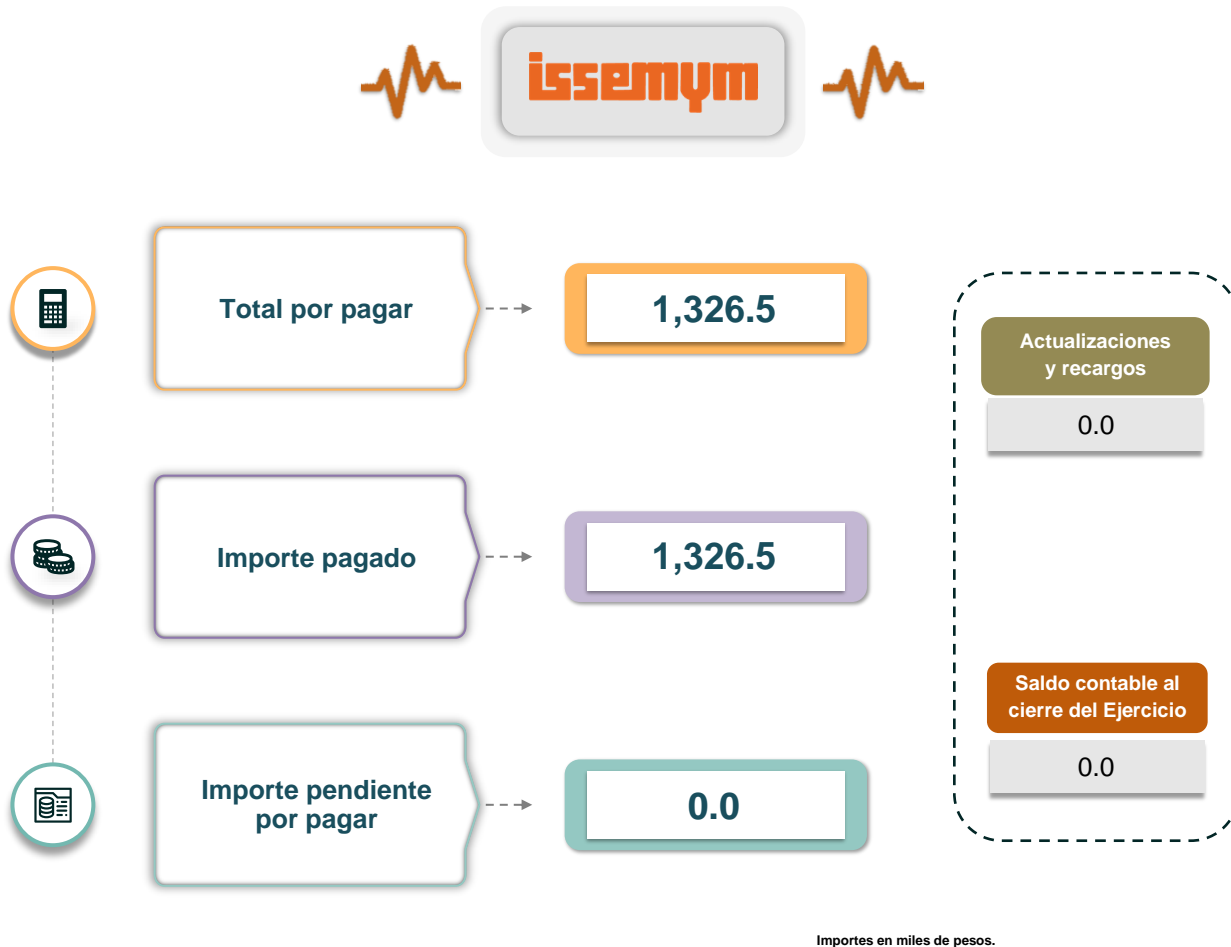 issemym
Total por pagar
1,326.5
Importe pagado
1,326.5
Importe pendiente
por pagar
0.0
Actualizaciones
y recargos
0.0
Saldo contable al
cierre del Ejercicio
0.0
Importes en miles de pesos.